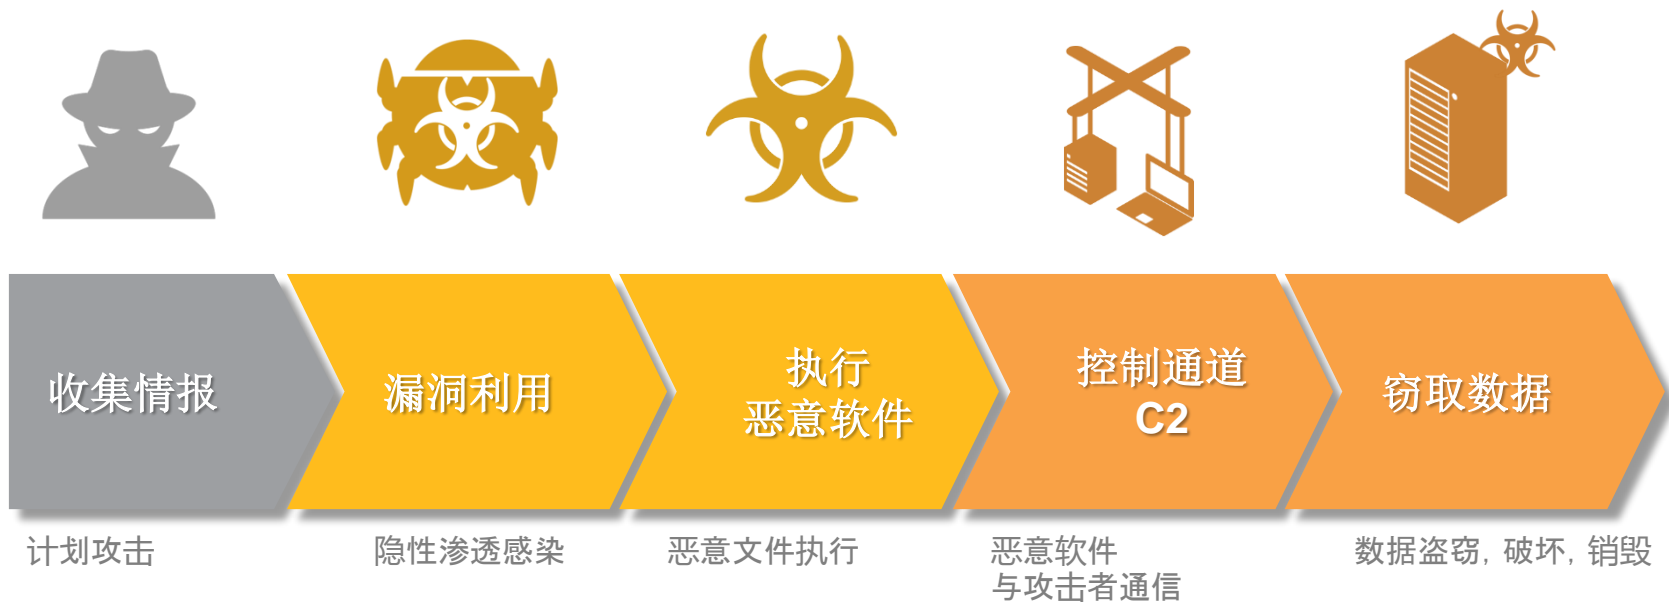 收集情报
漏洞利用
执行
恶意软件
控制通道
C2
窃取数据
计划攻击
隐性渗透感染
恶意文件执行
恶意软件
与攻击者通信
数据盗窃, 破坏, 销毁